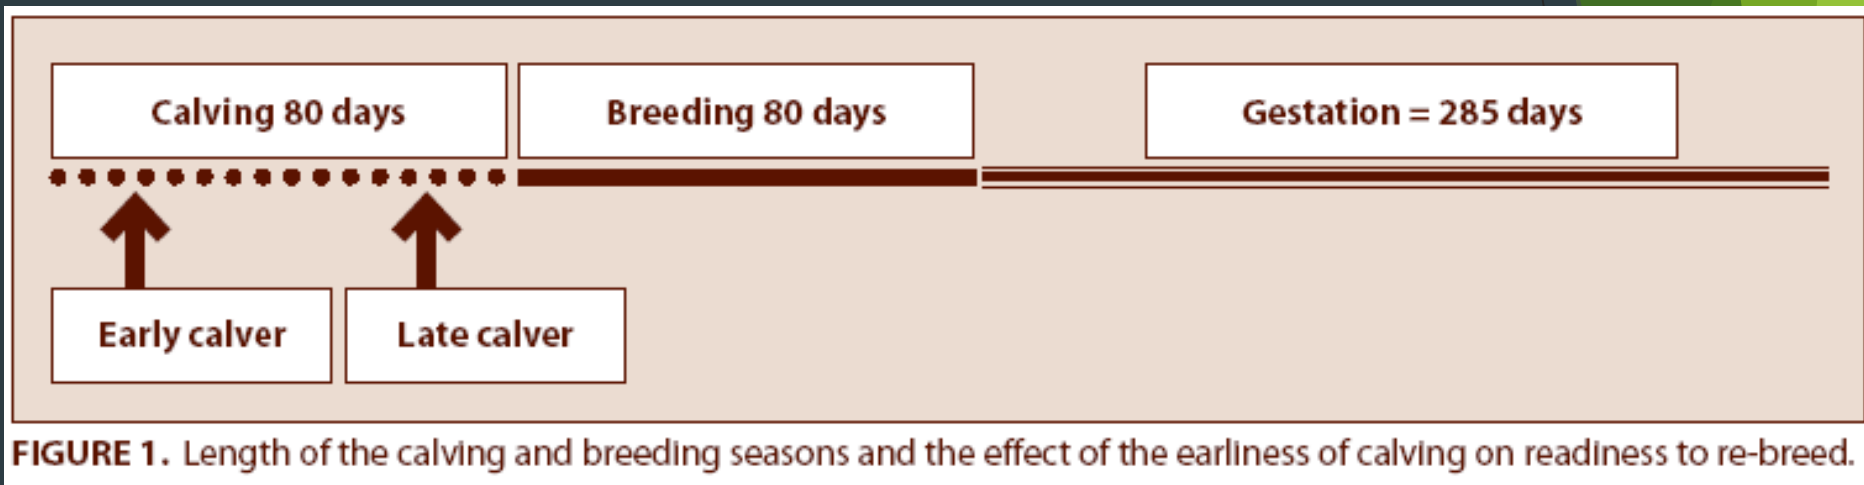 Calving 80 days
Breeding 80 days
Gestation = 285 days
Early calver
Late calver
FIGURE 1. Length of the calving and breeding seasons and the effect of the earliness of calving on readiness to re-breed.